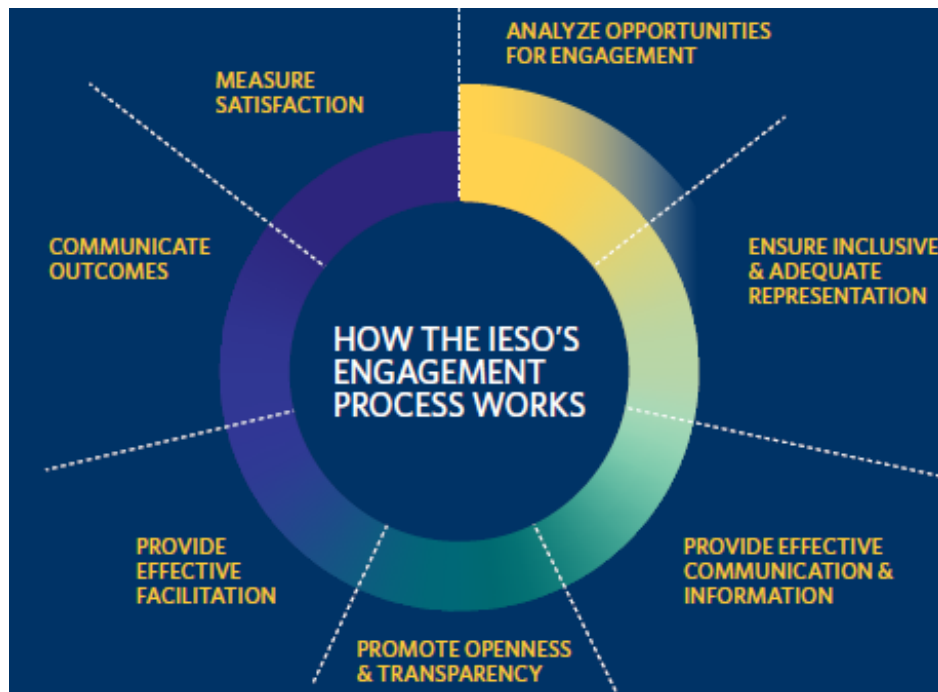 ANALYZE OPPORTUNITIES
FOR ENGAGEMENT
MEASURE
SATISFACTION
COMMUNICATE
OUTCOMES
ENSURE INCLUSIVE
& ADEQUATE
REPRESENTATION
HOW THE IESO'S
ENGAGEMENT
PROCESS WORKS
PROVIDE
EFFECTIVE
FACILITATION
PROVIDE EFFECTIVE
COMMUNICATION &
INFORMATION
PROMOTE OPENNESS
& TRANSPARENCY